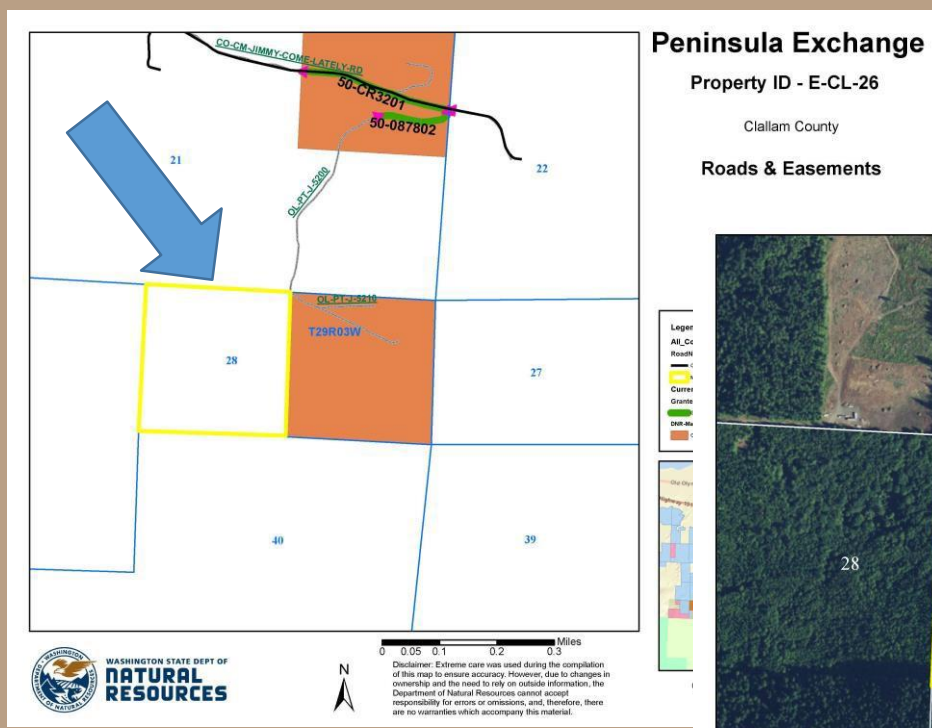 Peninsula Exchange
Property ID - E-CL-26
Clallam County
Roads & Easements
CO-CM-JIMMY-COME-LATELY-RD
50-CR3201
50-087802
21
22
OL-PT-J-5200
OL-PT-J-5210
T29R03W
28
27
40
39
28
WASHINGTON STATE DEPT OF
NATURAL
RESOURCES
N
Miles
0 0.05 0.1 0.2 0.3
Disclaimer: Extreme care was used during the compilation
of this map to ensure accuracy. However, due to changes in
ownership and the need to rely on outside information, the
Department of Natural Resources cannot accept
responsibility for errors or omissions, and, therefore, there
are no warranties which accompany this material.